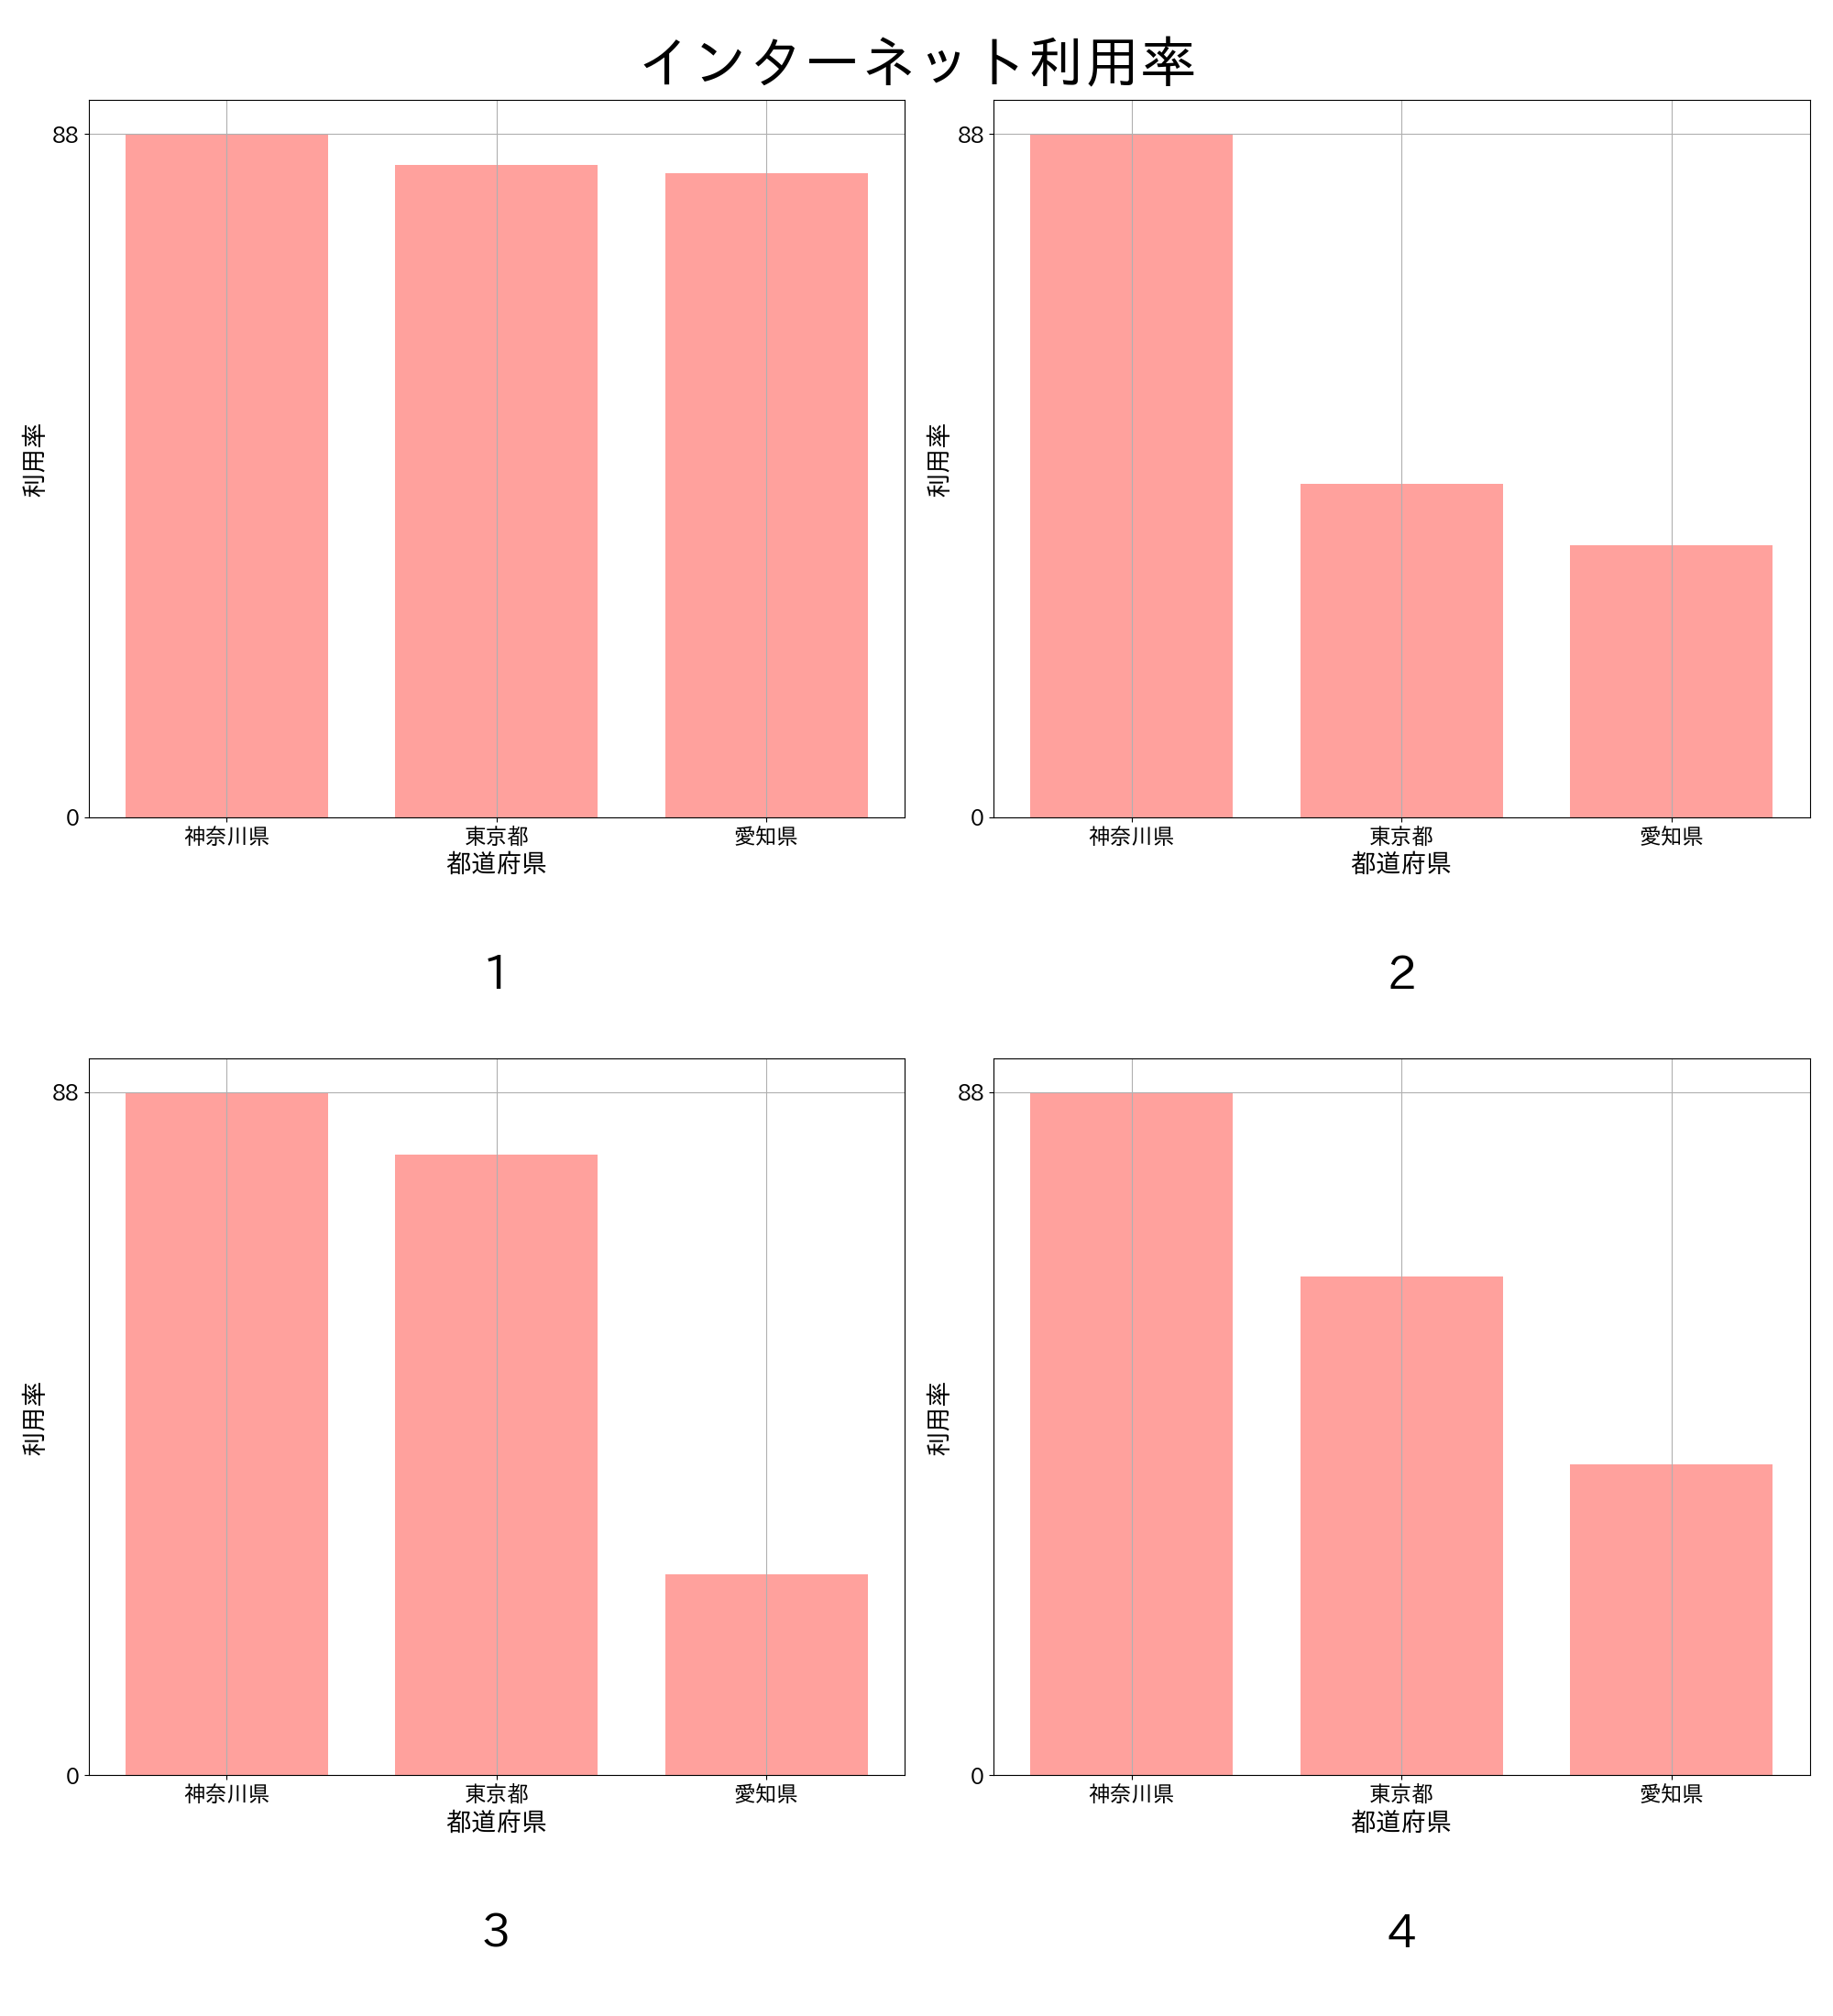 インターネット利用率
88
0
利用率
神奈川県 東京都 愛知県
都道府県
1
88
0
利用率
神奈川県 東京都 愛知県
都道府県
2
88
0
利用率
神奈川県 東京都 愛知県
都道府県
3
88
0
利用率
神奈川県 東京都 愛知県
都道府県
4